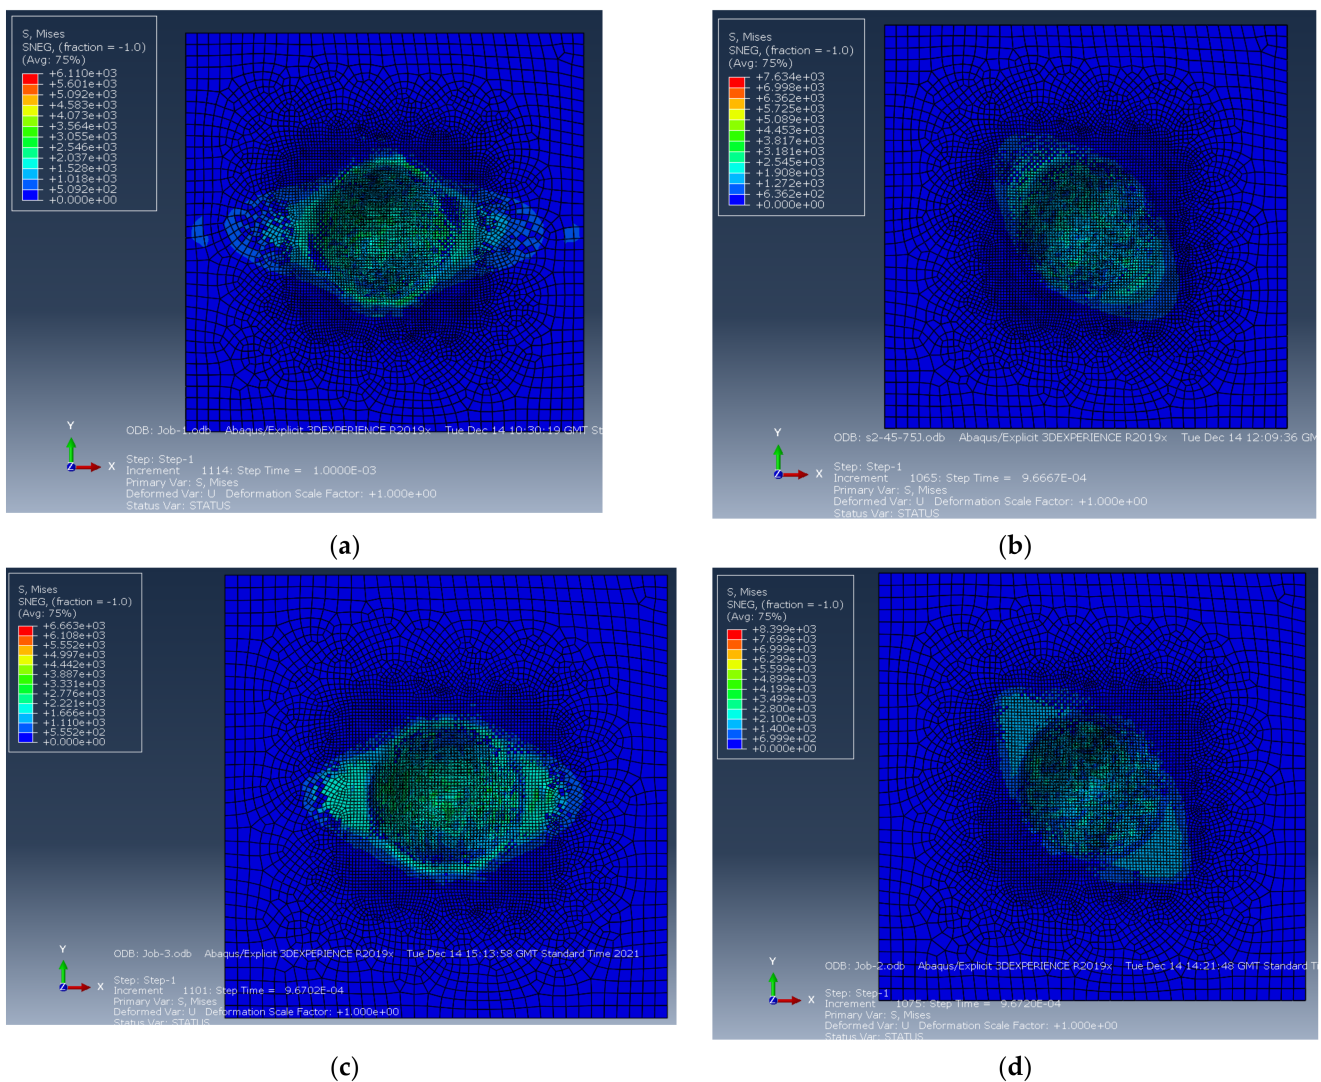 S, Mises
SNEG, (fraction = -1.0)
(Avg: 75%)
+6.110e+03
+5.601e+03
+5.092e+03
+4.583e+03
+4.073e+03
+3.564e+03
+3.055e+03
+2.546e+03
+2.037e+03
+1.528e+03
+1.018e+03
+5.092e+02
+0.000e+00
Y
X
Z
ODB: Job-1.odb Abaqus/Explicit 3DEXPERIENCE R2019x Tue Dec 14 10:30:19 GMT St
Step: Step-1
Increment 1114: Step Time = 1.0000E-03
Primary Var: S, Mises
Deformed Var: U Deformation Scale Factor: +1.000e+00
Status Var: STATUS
(a)
S, Mises
SNEG, (fraction = -1.0)
(Avg: 75%)
+7.634e+03
+6.998e+03
+6.362e+03
+5.725e+03
+5.089e+03
+4.453e+03
+3.817e+03
+3.181e+03
+2.545e+03
+1.908e+03
+1.272e+03
+6.362e+02
+0.000e+00
Y
X
Z
ODB: s2-45-75J.odb Abaqus/Explicit 3DEXPERIENCE R2019x Tue Dec 14 12:09:36 GM
Step: Step-1
Increment 1065: Step Time = 9.6667E-04
Primary Var: S, Mises
Deformed Var: U Deformation Scale Factor: +1.000e+00
Status Var: STATUS
(b)
S, Mises
SNEG, (fraction = -1.0)
(Avg: 75%)
+6.663e+03
+6.108e+03
+5.552e+03
+4.997e+03
+4.442e+03
+3.887e+03
+3.331e+03
+2.776e+03
+2.221e+03
+1.666e+03
+1.110e+03
+5.552e+02
+0.000e+00
Y
X
Z
ODB: Job-3.odb Abaqus/Explicit 3DEXPERIENCE R2019x Tue Dec 14 15:13:58 GMT Standard Time 2021
Step: Step-1
Increment 1101: Step Time = 9.6702E-04
Primary Var: S, Mises
Deformed Var: U Deformation Scale Factor: +1.000e+00
Status Var: STATUS
(c)
S, Mises
SNEG, (fraction = -1.0)
(Avg: 75%)
+8.399e+03
+7.699e+03
+6.999e+03
+6.299e+03
+5.599e+03
+4.899e+03
+4.199e+03
+3.499e+03
+2.800e+03
+2.100e+03
+1.400e+03
+6.999e+02
+0.000e+00
Y
X
Z
ODB: Job-2.odb Abaqus/Explicit 3DEXPERIENCE R2019x Tue Dec 14 14:21:48 GMT Standard Ti
Step: Step-1
Increment 1075: Step Time = 9.6720E-04
Primary Var: S, Mises
Deformed Var: U Deformation Scale Factor: +1.000e+00
Status Var: STATUS
(d)